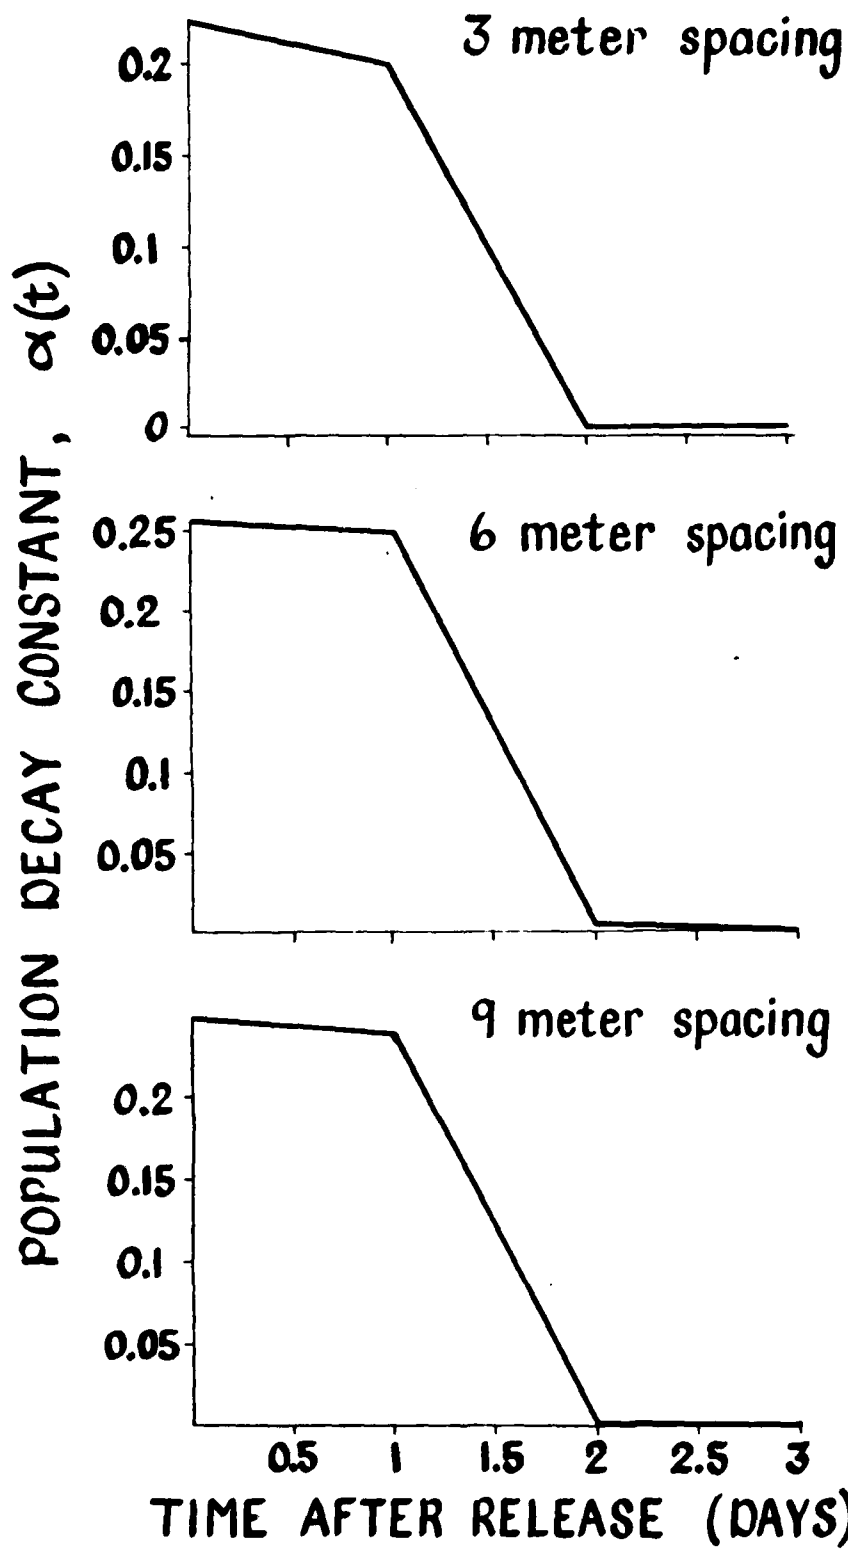 3 meter spacing
0.2
0.15
0.1
0.05
0
6 meter spacing
0.25
0.2
0.15
0.1
0.05
9 meter spacing
0.2
0.15
0.1
0.05
0.5 1 1.5 2 2.5 3
TIME AFTER RELEASE (DAYS)
POPULATION DECAY CONSTANT, α(t)